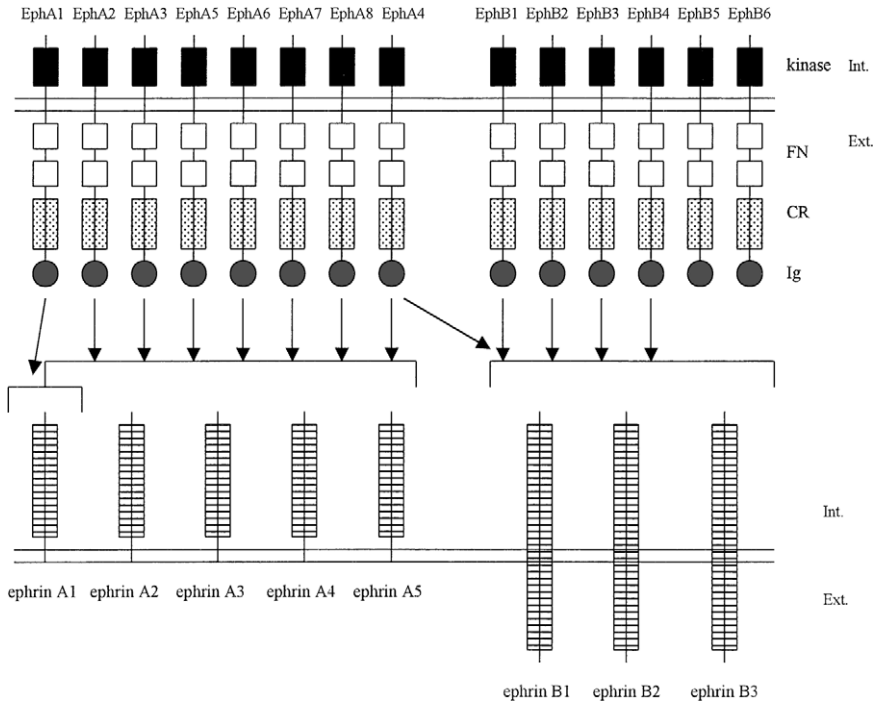 EphA1 EphA2 EphA3 EphA5 EphA6 EphA7 EphA8 EphA4 EphB1 EphB2 EphB3 EphB4 EphB5 EphB6
kinase Int.
FN Ext.
CR
Ig
Int.
ephrin A1 ephrin A2 ephrin A3 ephrin A4 ephrin A5 Ext.
ephrin B1 ephrin B2 ephrin B3